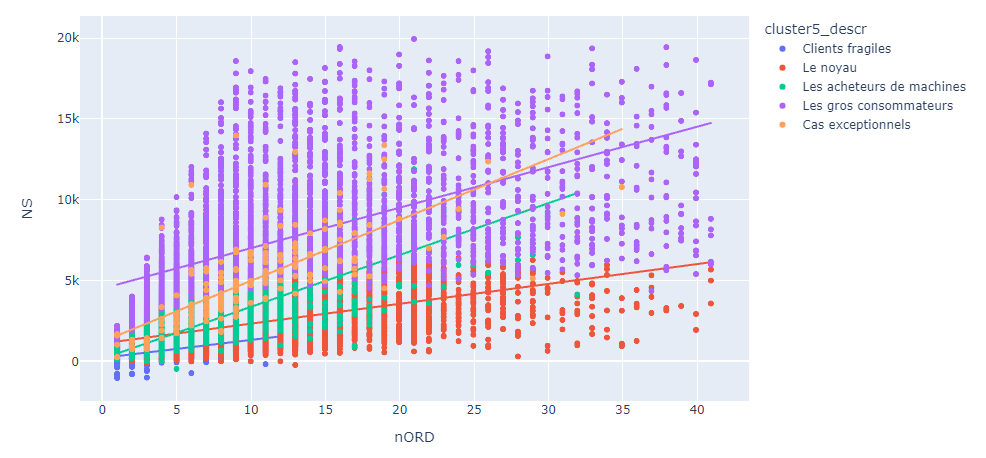 cluster5_descr
Clients fragiles
Le noyau
Les acheteurs de machines
Les gros consommateurs
Cas exceptionnels
20k
15k
10k
5k
0
NS
0 5 10 15 20 25 30 35 40
nORD